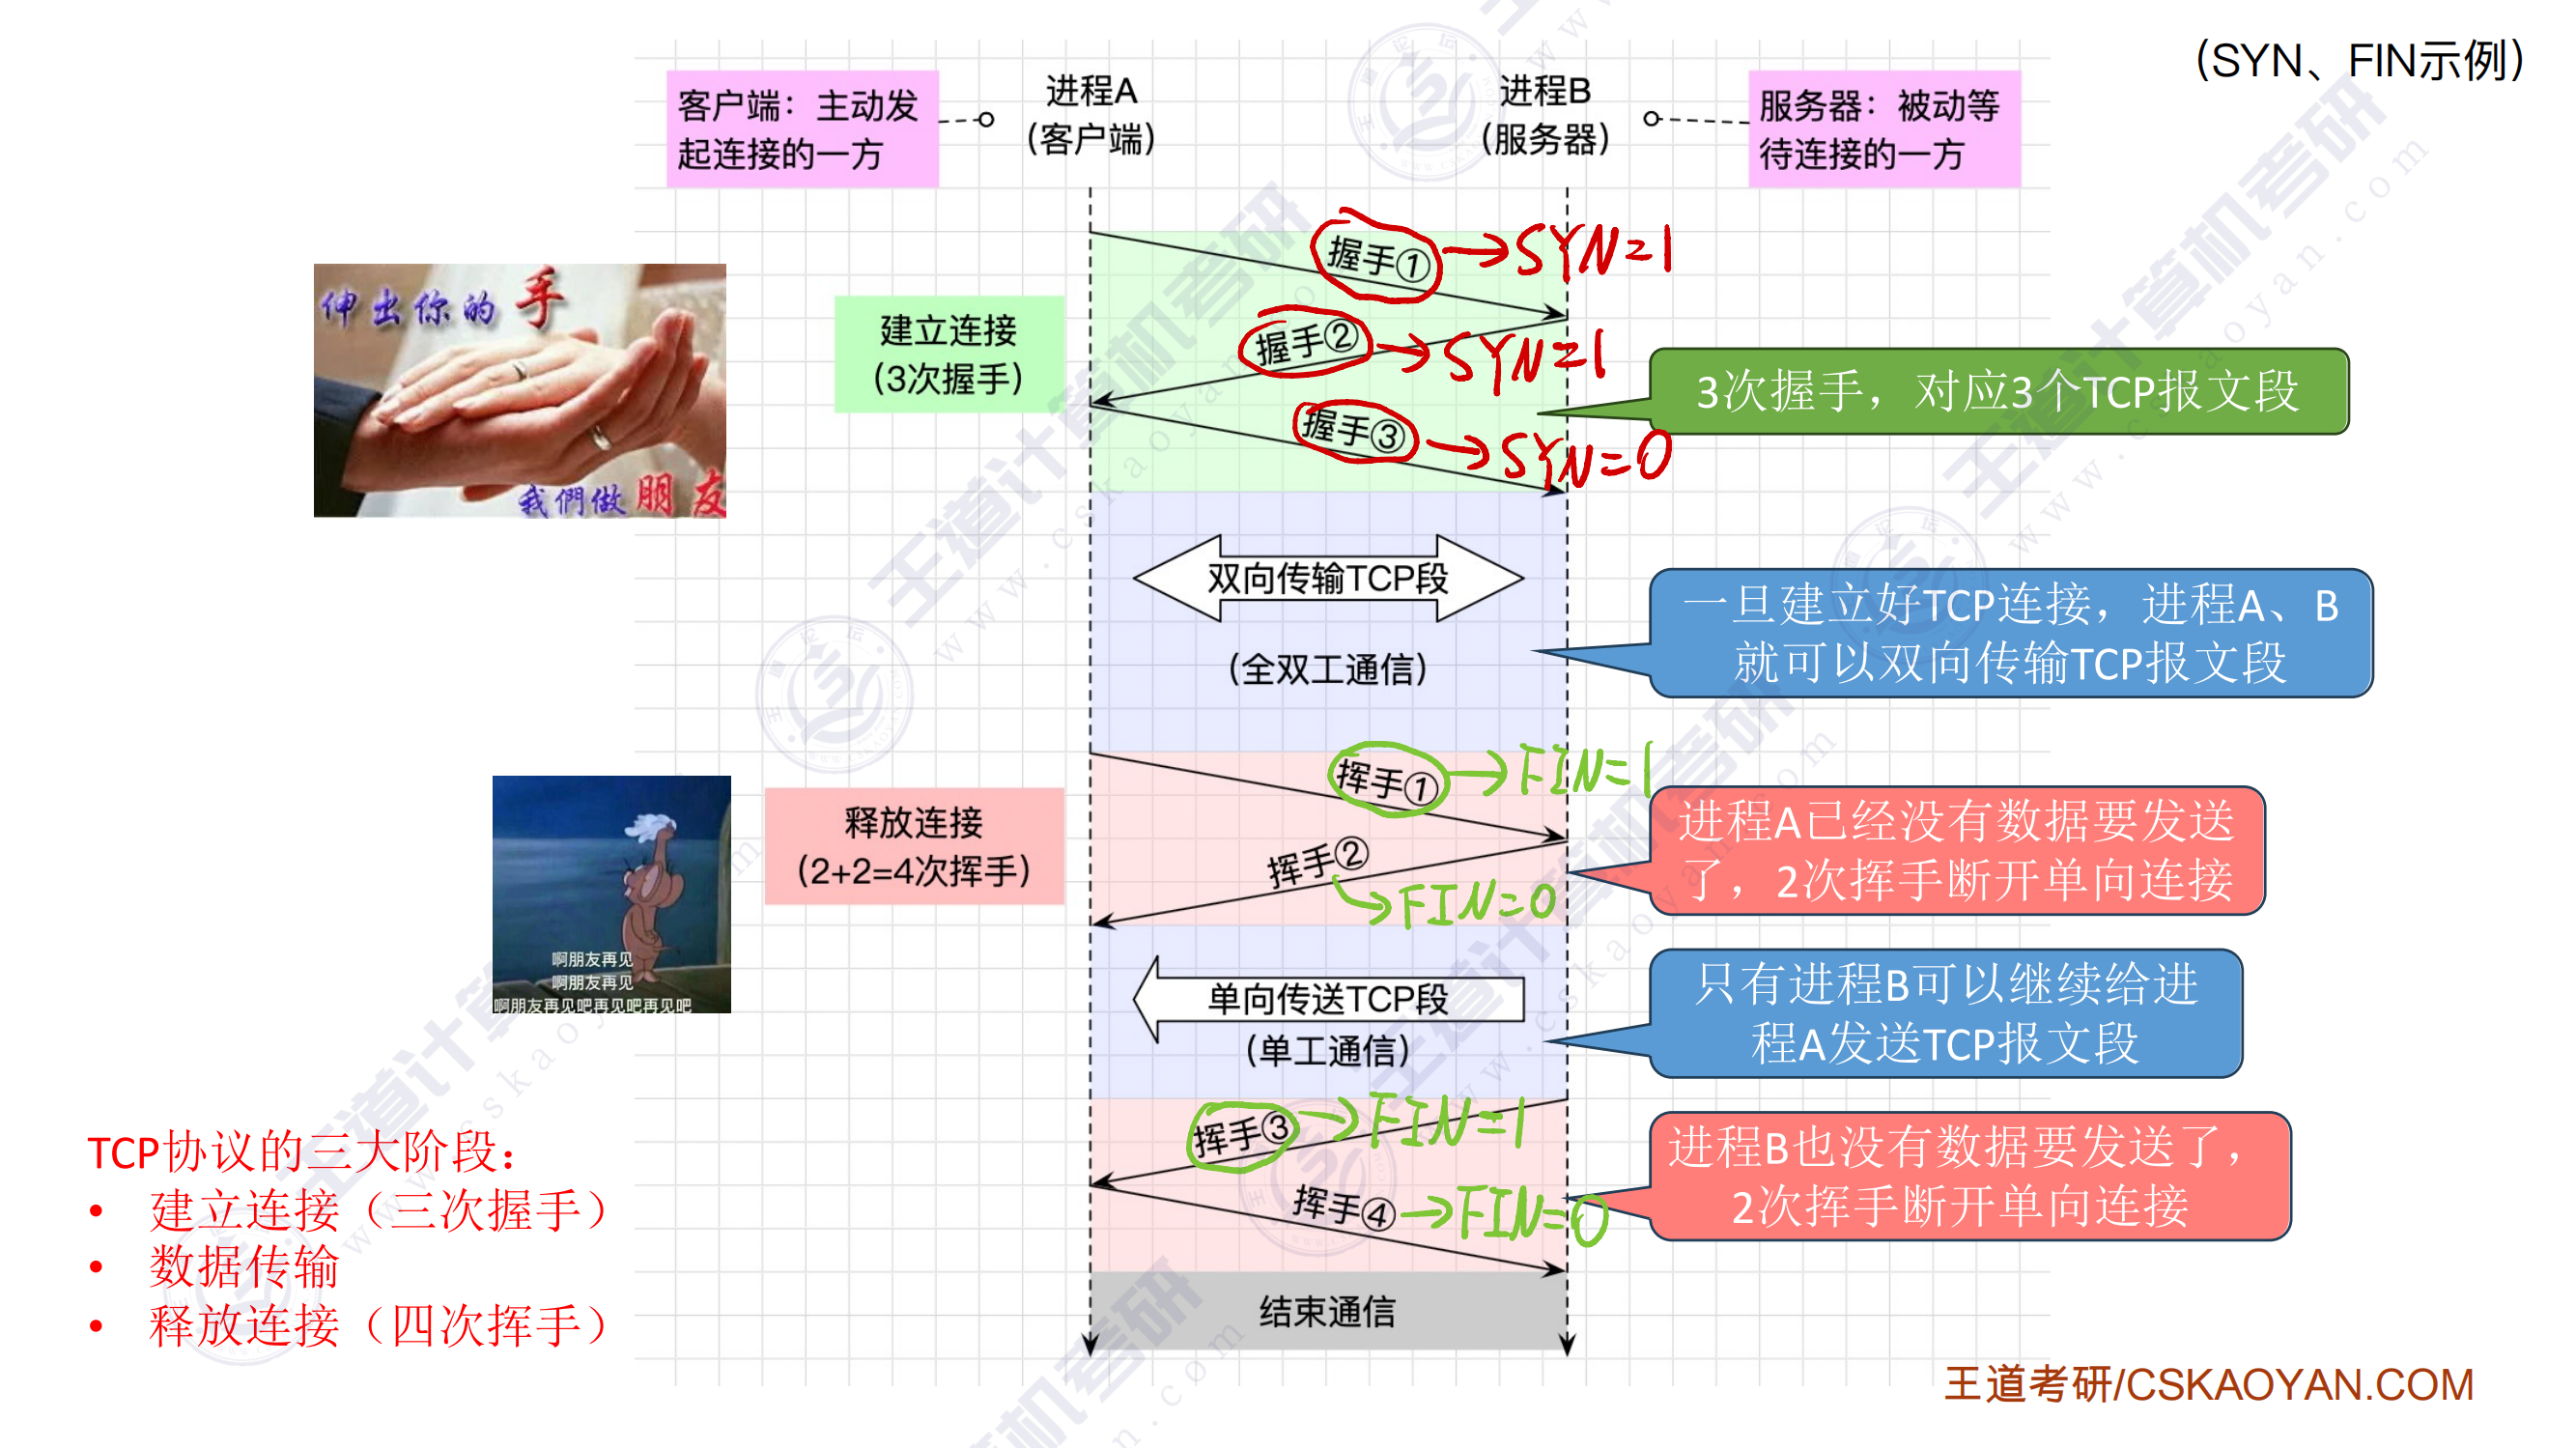 （SYN、FIN示例）
客户端：主动发
起连接的一方
进程A
（客户端）
进程B
（服务器）
服务器：被动等
待连接的一方
握手① → SYN=1
握手② → SYN=1
握手③ → SYN=0
伸出你的手
我們做朋友
建立连接
（3次握手）
3次握手，对应3个TCP报文段
双向传输TCP段
（全双工通信）
一旦建立好TCP连接，进程A、B
就可以双向传输TCP报文段
挥手① → FIN=1
挥手② → FIN=0
释放连接
（2+2=4次挥手）
进程A已经没有数据要发送
了，2次挥手断开单向连接
啊朋友再见
啊朋友再见
啊朋友再见吧再见吧再见吧
单向传送TCP段
（单工通信）
只有进程B可以继续给进
程A发送TCP报文段
挥手③ → FIN=1
挥手④ → FIN=0
进程B也没有数据要发送了，
2次挥手断开单向连接
结束通信
TCP协议的三大阶段：
• 建立连接（三次握手）
• 数据传输
• 释放连接（四次挥手）
王道考研/CSKAOYAN.COM
王道计算机考研
www.cskaoyan.com